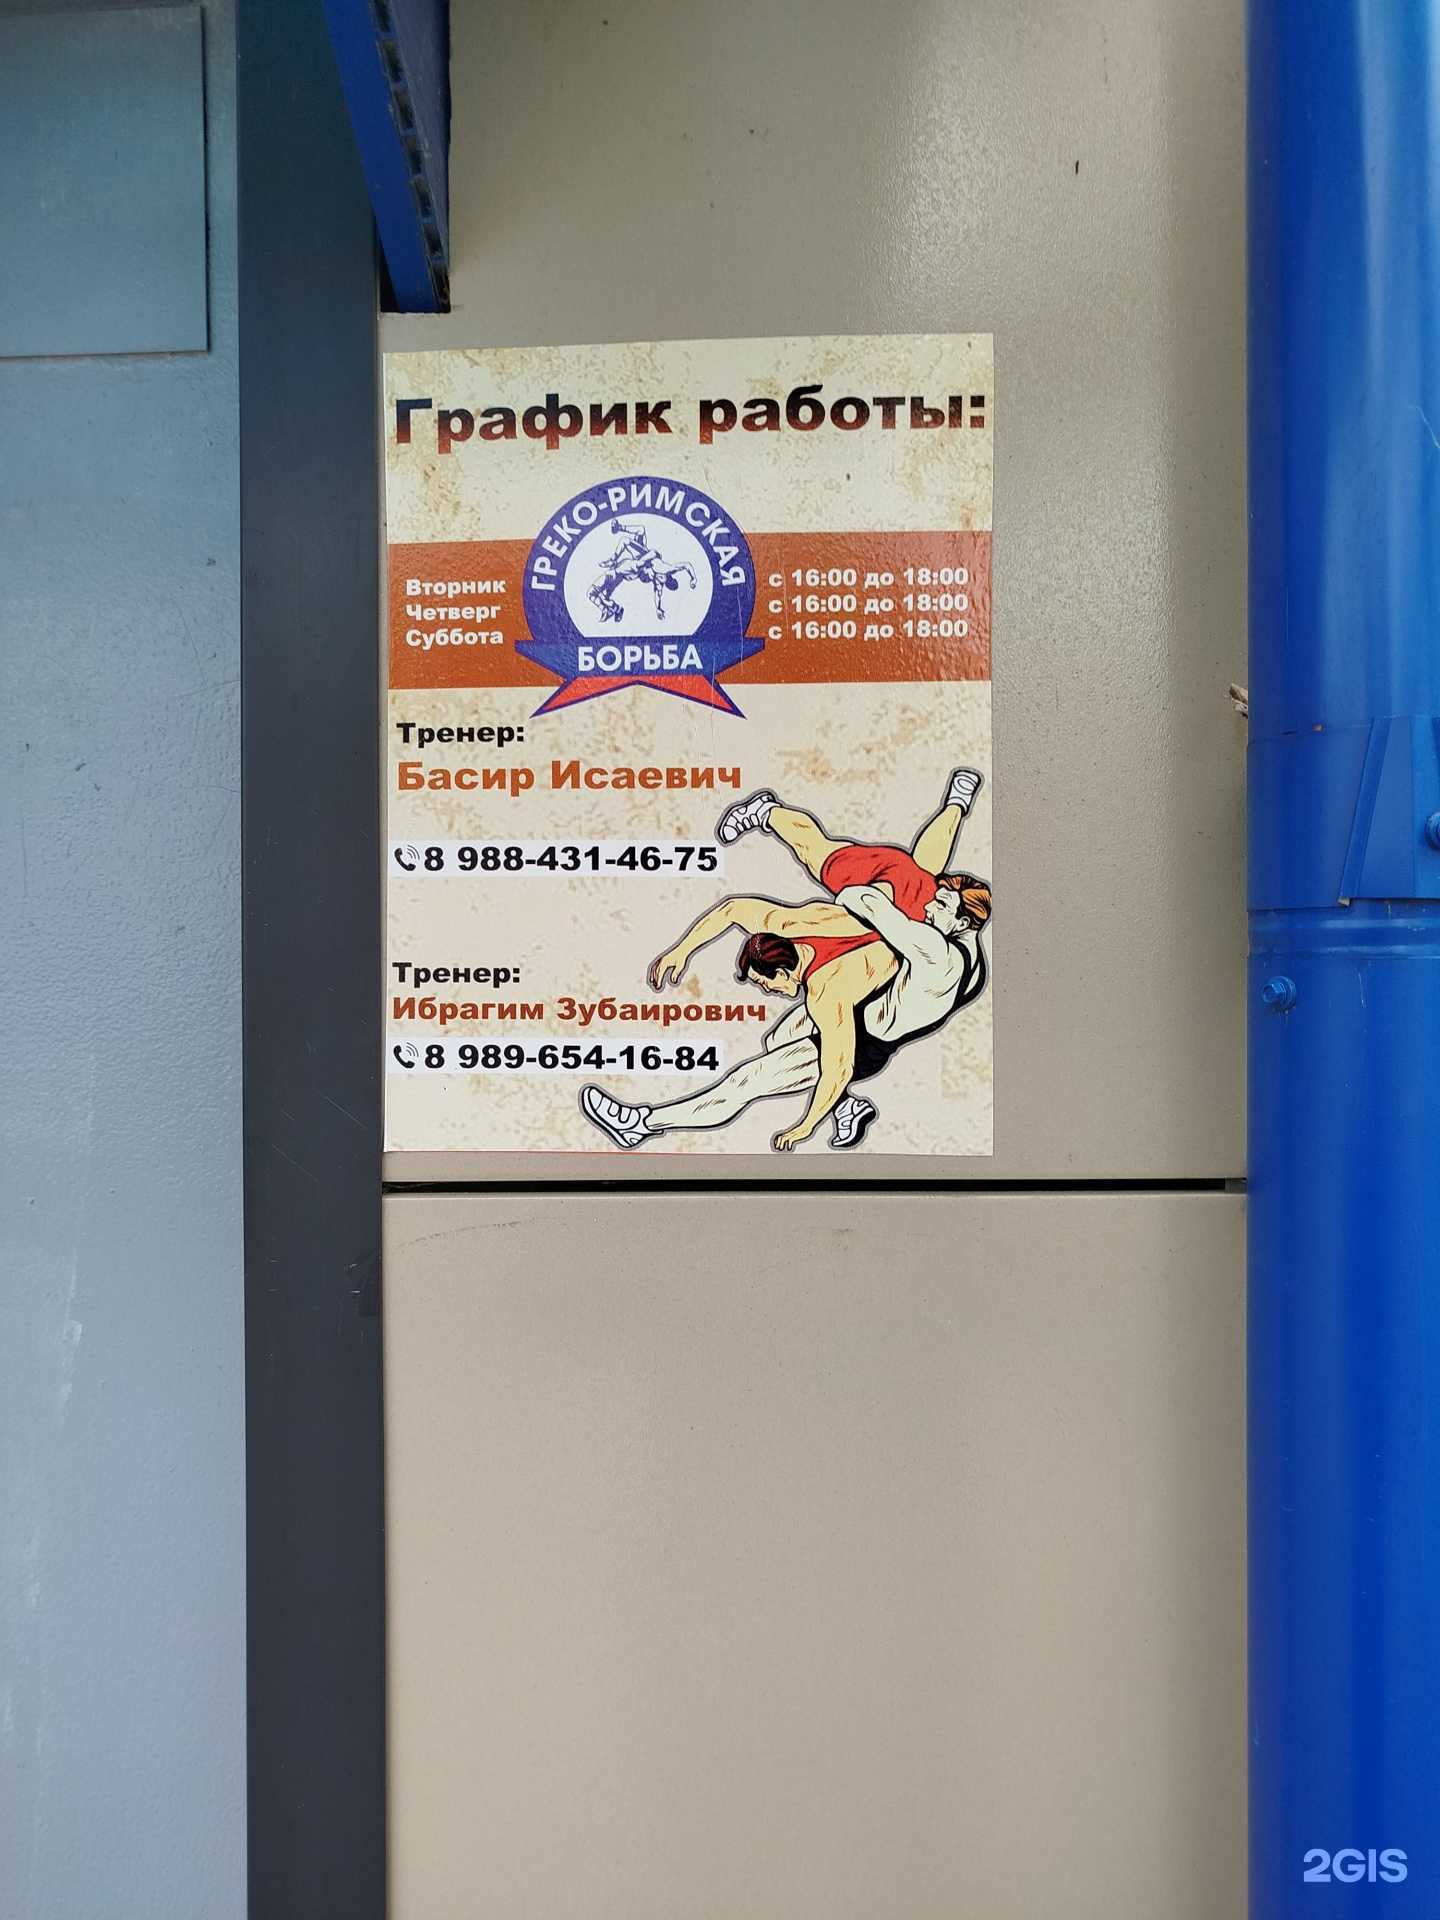 График работы:
ГРЕКО-РИМСКАЯ
БОРЬБА
Вторник с 16:00 до 18:00
Четверг с 16:00 до 18:00
Суббота с 16:00 до 18:00
Тренер:
Басир Исаевич
8 988-431-46-75
Тренер:
Ибрагим Зубаирович
8 989-654-16-84
2GIS